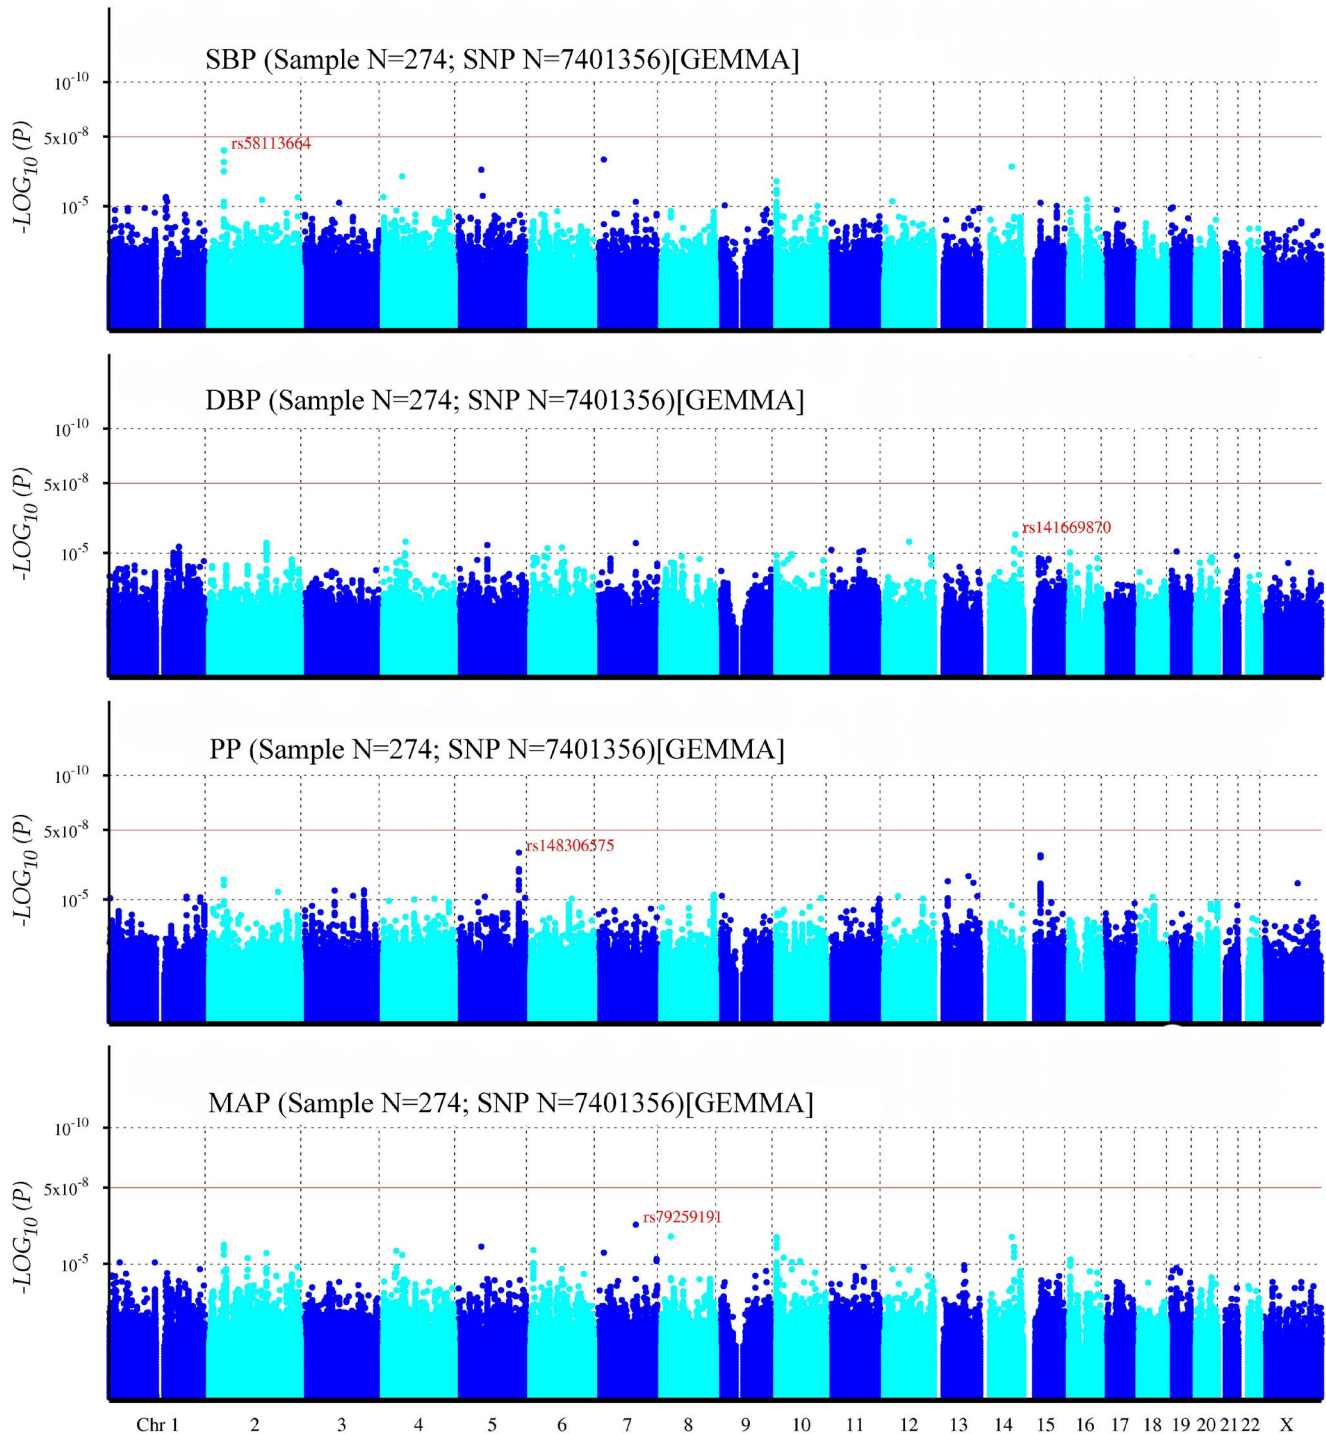 SBP (Sample N=274; SNP N=7401356)[GEMMA]
10-10
-LOG10 (P)
5x10-8
rs58113664
10-5
DBP (Sample N=274; SNP N=7401356)[GEMMA]
10-10
-LOG10 (P)
5x10-8
rs141669870
10-5
PP (Sample N=274; SNP N=7401356)[GEMMA]
10-10
-LOG10 (P)
5x10-8
rs148306575
10-5
MAP (Sample N=274; SNP N=7401356)[GEMMA]
10-10
-LOG10 (P)
5x10-8
rs79259191
10-5
Chr 1 2 3 4 5 6 7 8 9 10 11 12 13 14 15 16 17 18 19 20 21 22 X